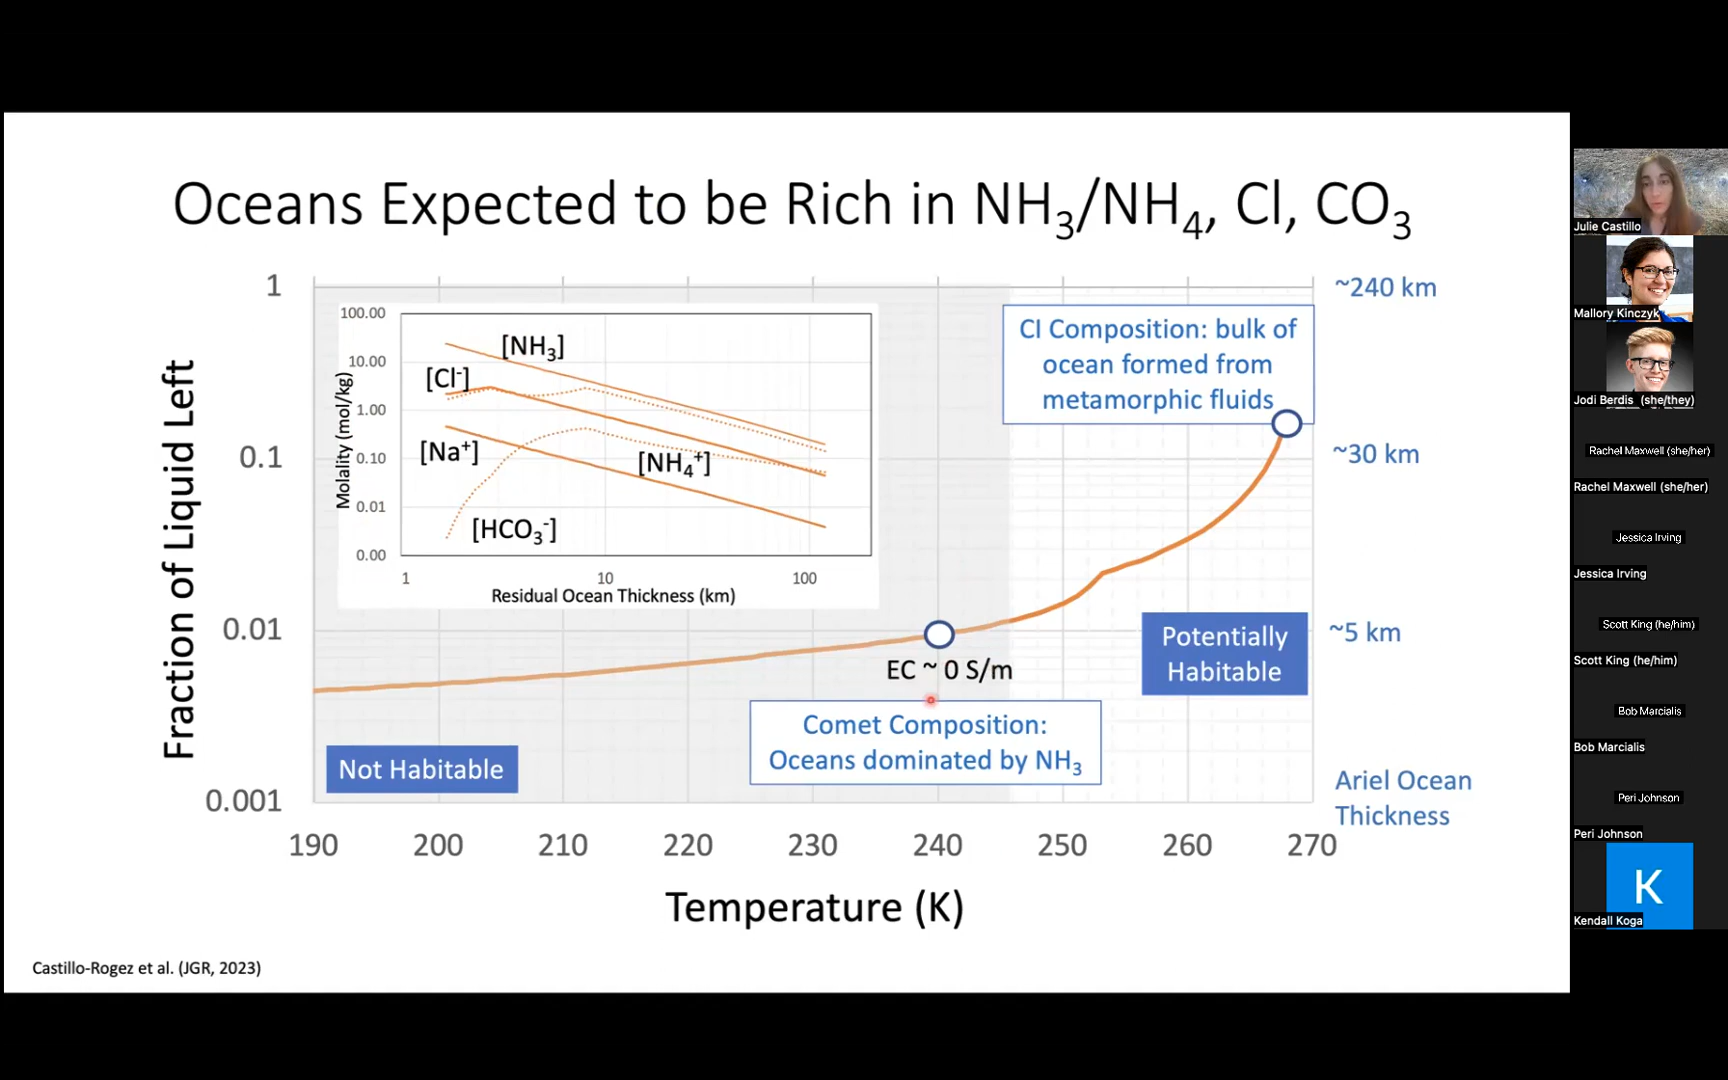 Oceans Expected to be Rich in NH₃/NH₄, Cl, CO₃
Fraction of Liquid Left
1
0.1
0.01
0.001
190
200
210
220
230
240
250
260
270
Temperature (K)
~240 km
~30 km
~5 km
Ariel Ocean
Thickness
CI Composition: bulk of
ocean formed from
metamorphic fluids
Potentially
Habitable
EC ~ 0 S/m
Comet Composition:
Oceans dominated by NH₃
Not Habitable
Molality (mol/kg)
100.00
10.00
1.00
0.10
0.01
0.00
[NH₃]
[Cl⁻]
[Na⁺]
[NH₄⁺]
[HCO₃⁻]
1
10
100
Residual Ocean Thickness (km)
Castillo-Rogez et al. (JGR, 2023)
Julie Castillo
Mallory Kinczyk
Jodi Berdis (she/they)
Rachel Maxwell (she/her)
Rachel Maxwell (she/her)
Jessica Irving
Jessica Irving
Scott King (he/him)
Scott King (he/him)
Bob Marcialis
Bob Marcialis
Peri Johnson
Peri Johnson
K
Kendall Koga